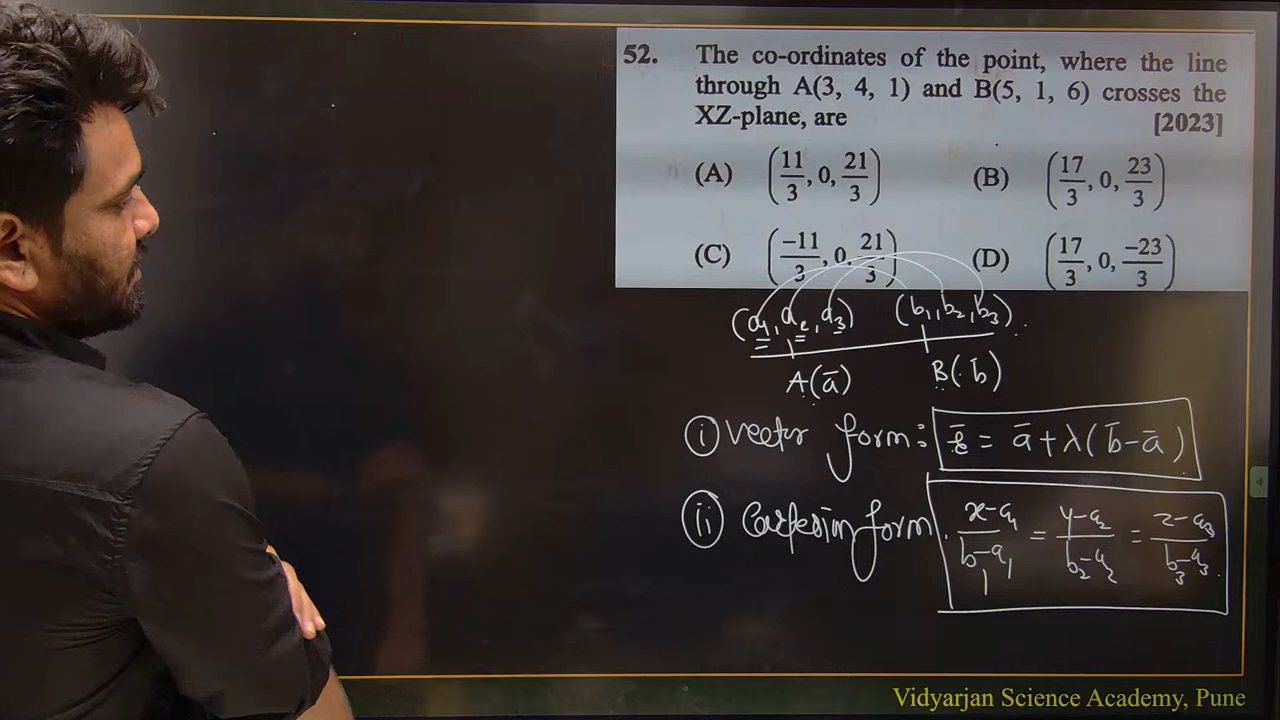 52. The co-ordinates of the point, where the line
through A(3, 4, 1) and B(5, 1, 6) crosses the
XZ-plane, are [2023]
(A) (11/3, 0, 21/3) (B) (17/3, 0, 23/3)
(C) (-11/3, 0, 21/3) (D) (17/3, 0, -23/3)
(a₁, a₂, a₃) (b₁, b₂, b₃)
A(a̅) B(b̅)
(i) vector form: r̅ = a̅ + λ(b̅ - a̅)
(ii) Cartesian form. x-a₁/b₁-a₁ = y-a₂/b₂-a₂ = z-a₃/b₃-a₃
Vidyarjan Science Academy, Pune